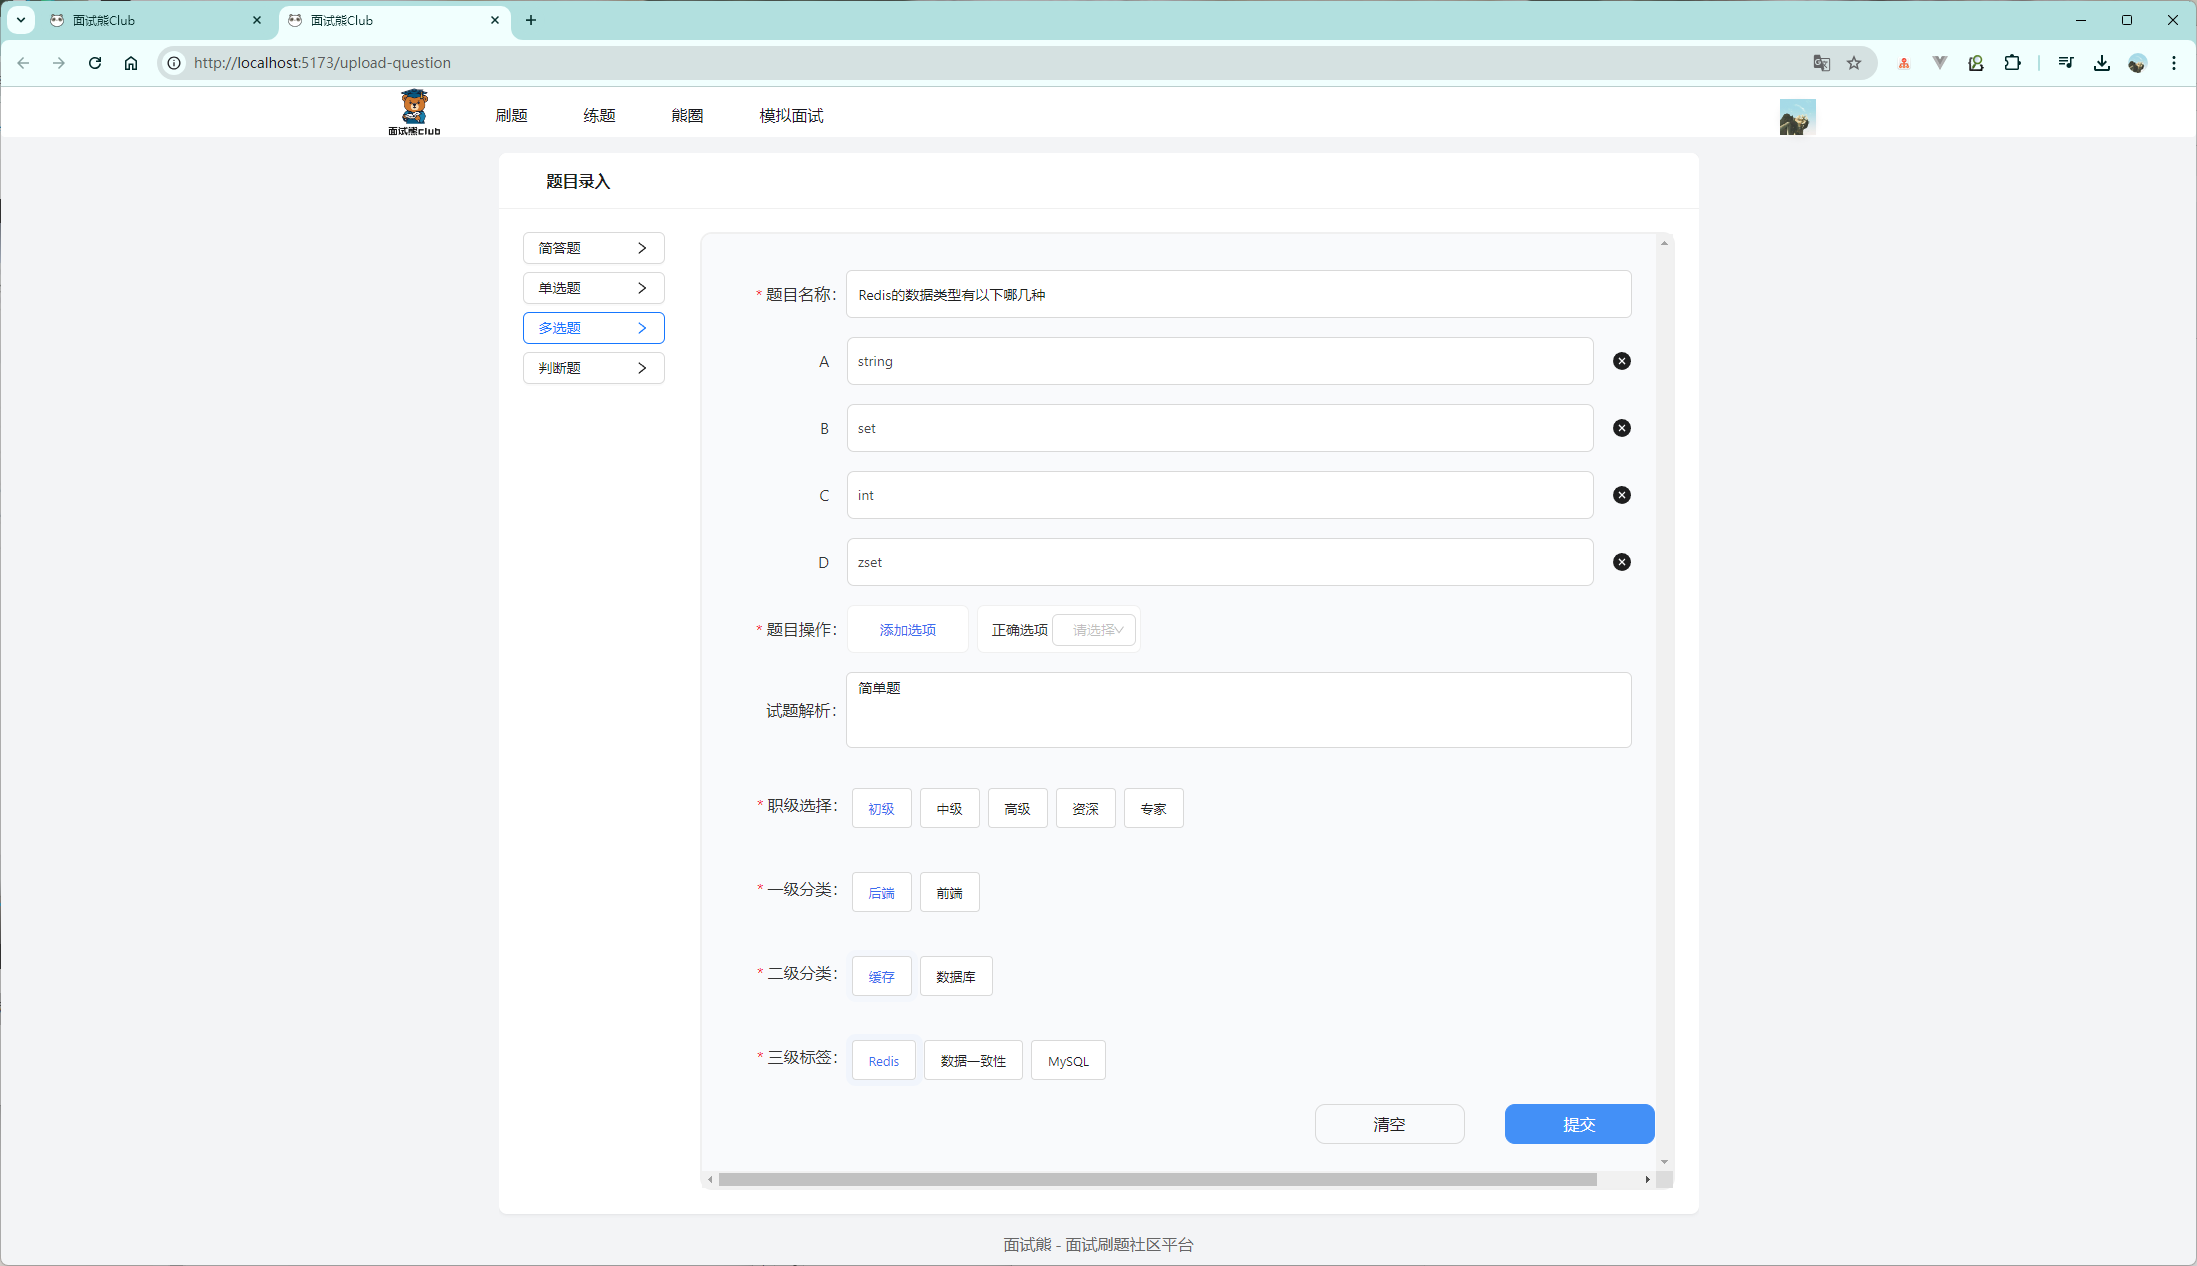 面试熊Club
面试熊Club
http://localhost:5173/upload-question
面试熊club
刷题 练题 熊圈 模拟面试
题目录入
简答题
单选题
多选题
判断题
* 题目名称: Redis的数据类型有以下哪几种
A string
B set
C int
D zset
* 题目操作: 添加选项 正确选项 请选择
试题解析: 简单题
* 职级选择: 初级 中级 高级 资深 专家
* 一级分类: 后端 前端
* 二级分类: 缓存 数据库
* 三级标签: Redis 数据一致性 MySQL
清空 提交
面试熊 - 面试刷题社区平台